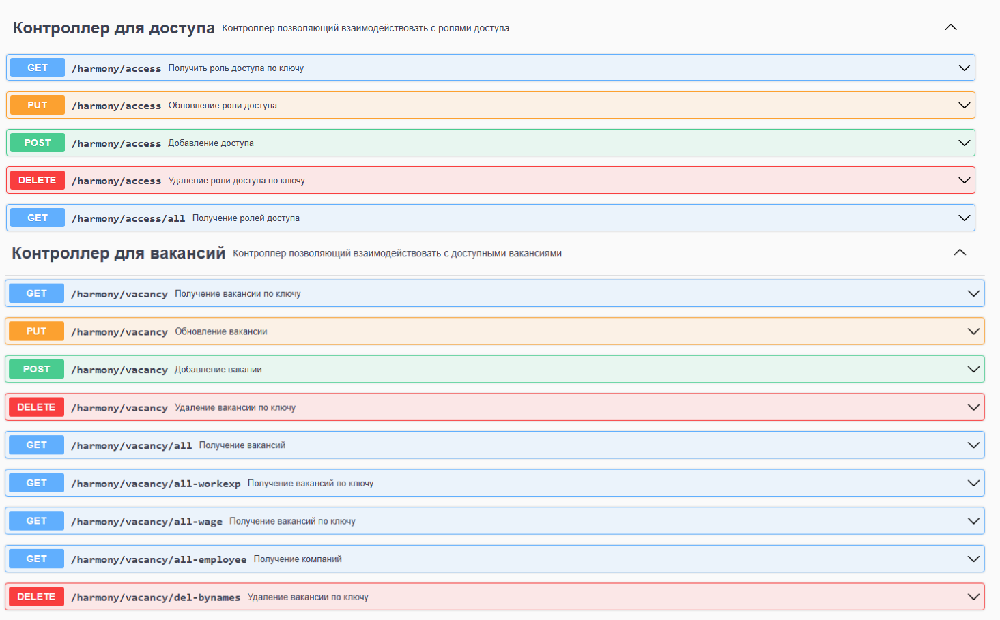 Контроллер для доступа Контроллер позволяющий взаимодействовать с ролями доступа
GET /harmony/access Получить роль доступа по ключу
PUT /harmony/access Обновление роли доступа
POST /harmony/access Добавление доступа
DELETE /harmony/access Удаление роли доступа по ключу
GET /harmony/access/all Получение ролей доступа
Контроллер для вакансий Контроллер позволяющий взаимодействовать с доступными вакансиями
GET /harmony/vacancy Получение вакансии по ключу
PUT /harmony/vacancy Обновление вакансии
POST /harmony/vacancy Добавление вакании
DELETE /harmony/vacancy Удаление вакансии по ключу
GET /harmony/vacancy/all Получение вакансий
GET /harmony/vacancy/all-workexp Получение вакансий по ключу
GET /harmony/vacancy/all-wage Получение вакансий по ключу
GET /harmony/vacancy/all-employee Получение компаний
DELETE /harmony/vacancy/del-bynames Удаление вакансии по ключу